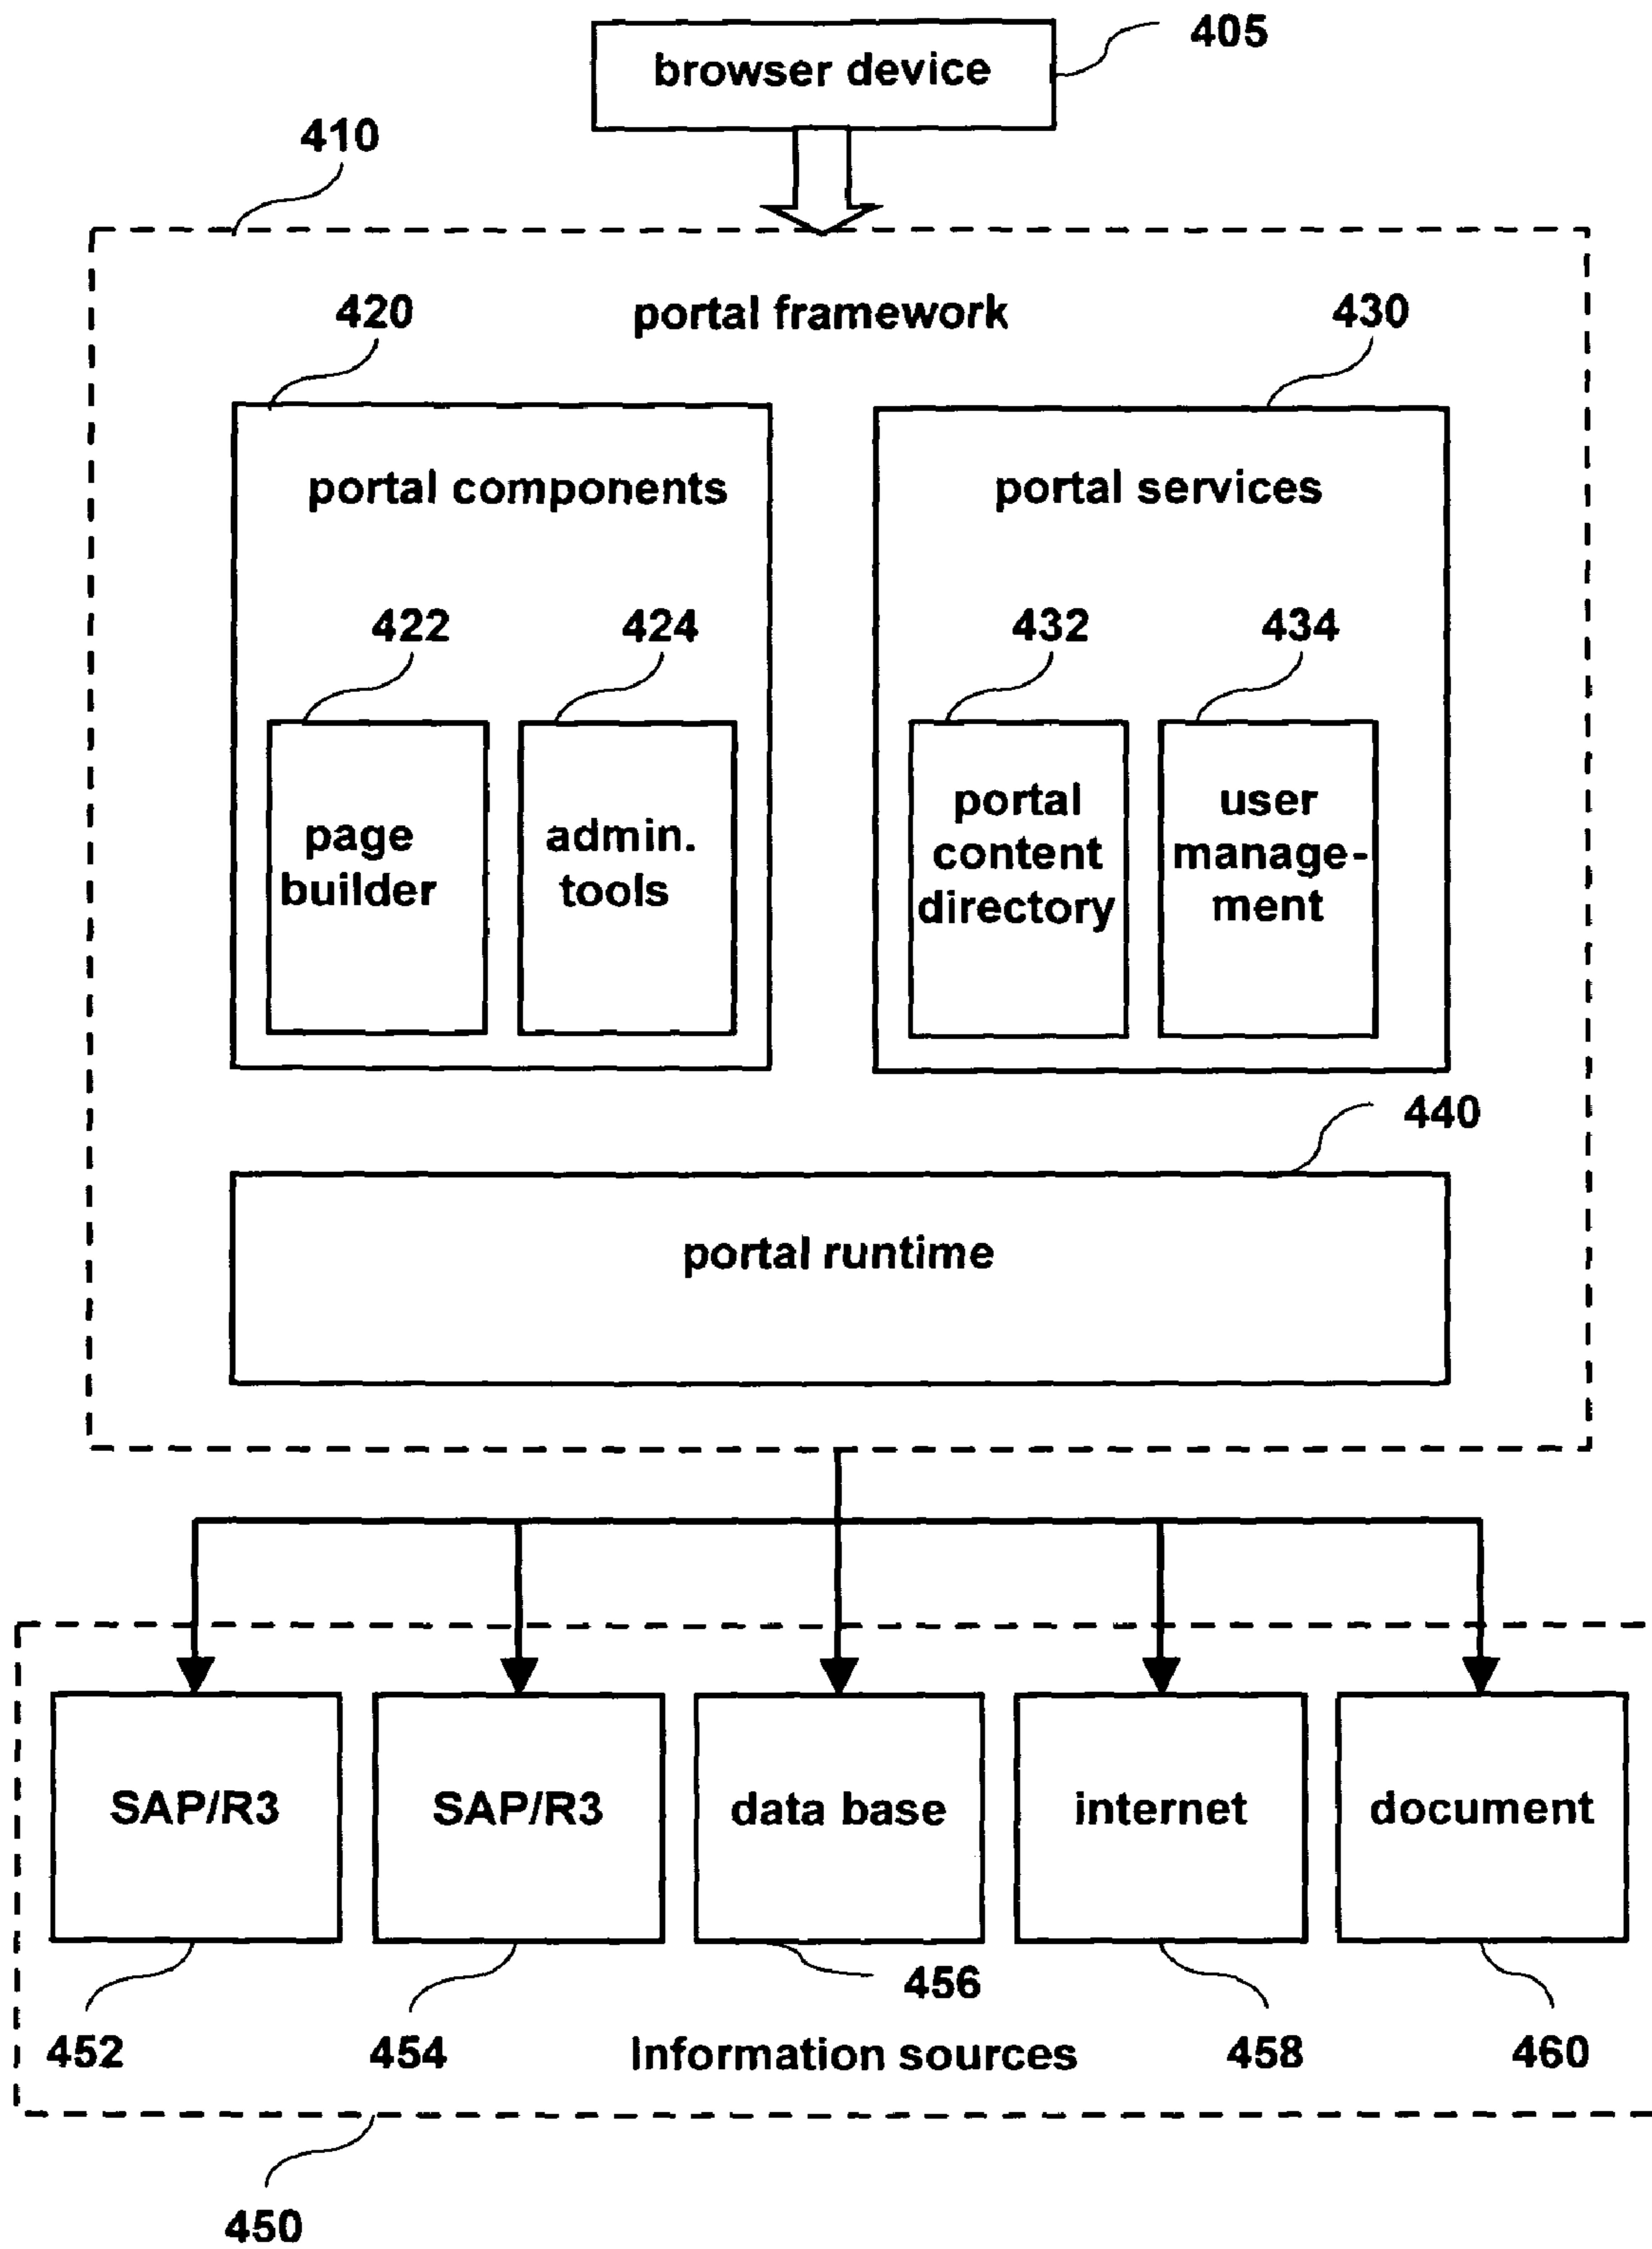 405
browser device
410
portal framework
420
430
portal components
portal services
422
424
432
434
page
builder
admin.
tools
portal
content
directory
user
manage-
ment
440
portal runtime
SAP/R3
SAP/R3
data base
internet
document
456
452
454
Information sources
458
460
450